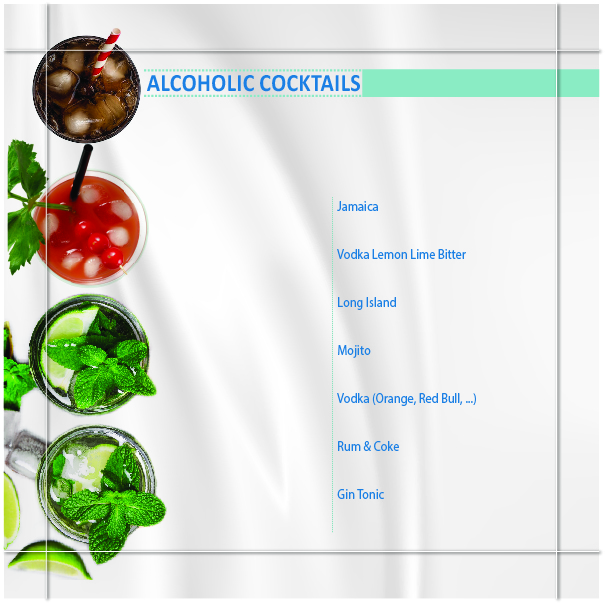 ALCOHOLIC COCKTAILS
Jamaica
Vodka Lemon Lime Bitter
Long Island
Mojito
Vodka (Orange, Red Bull, ...)
Rum & Coke
Gin Tonic